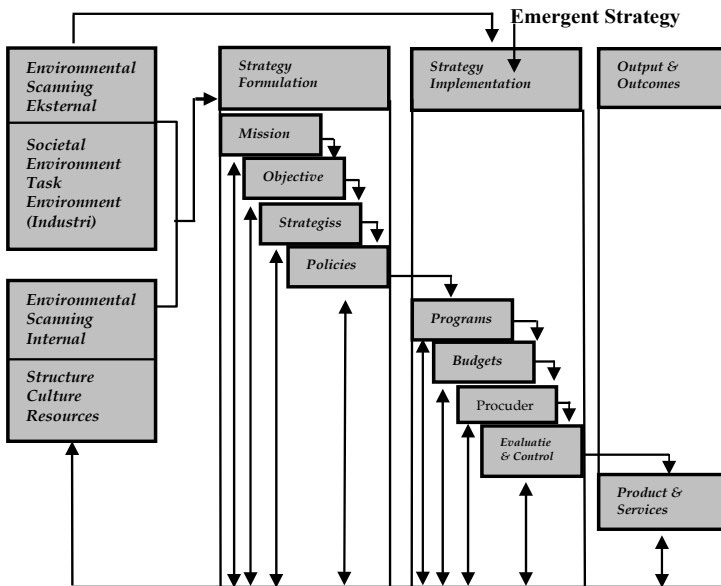 Emergent Strategy
Environmental
Scanning
Eksternal
Societal
Environment
Task
Environment
(Industri)
Environmental
Scanning
Internal
Structure
Culture
Resources
Strategy
Formulation
Mission
Objective
Strategiss
Policies
Strategy
Implementation
Programs
Budgets
Procuder
Evaluatie
& Control
Output &
Outcomes
Product &
Services